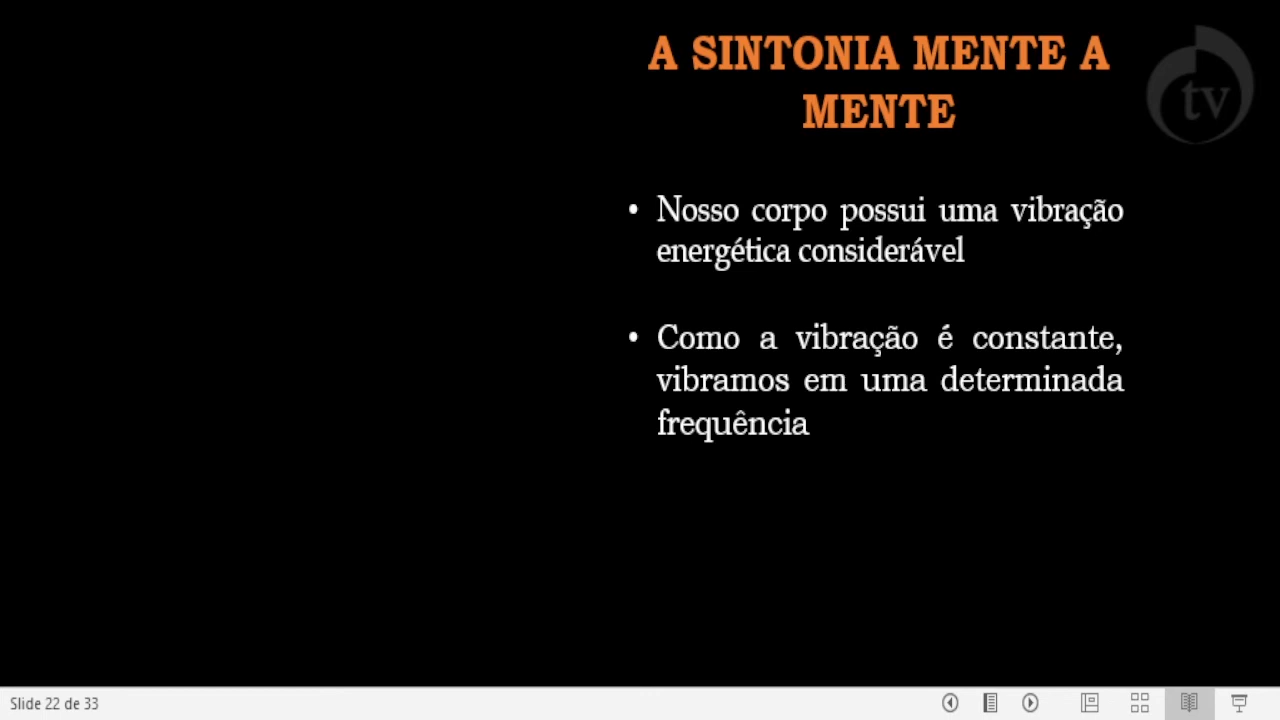 A SINTONIA MENTE A
MENTE
tv
• Nosso corpo possui uma vibração
energética considerável
• Como a vibração é constante,
vibramos em uma determinada
frequência
Slide 22 de 33